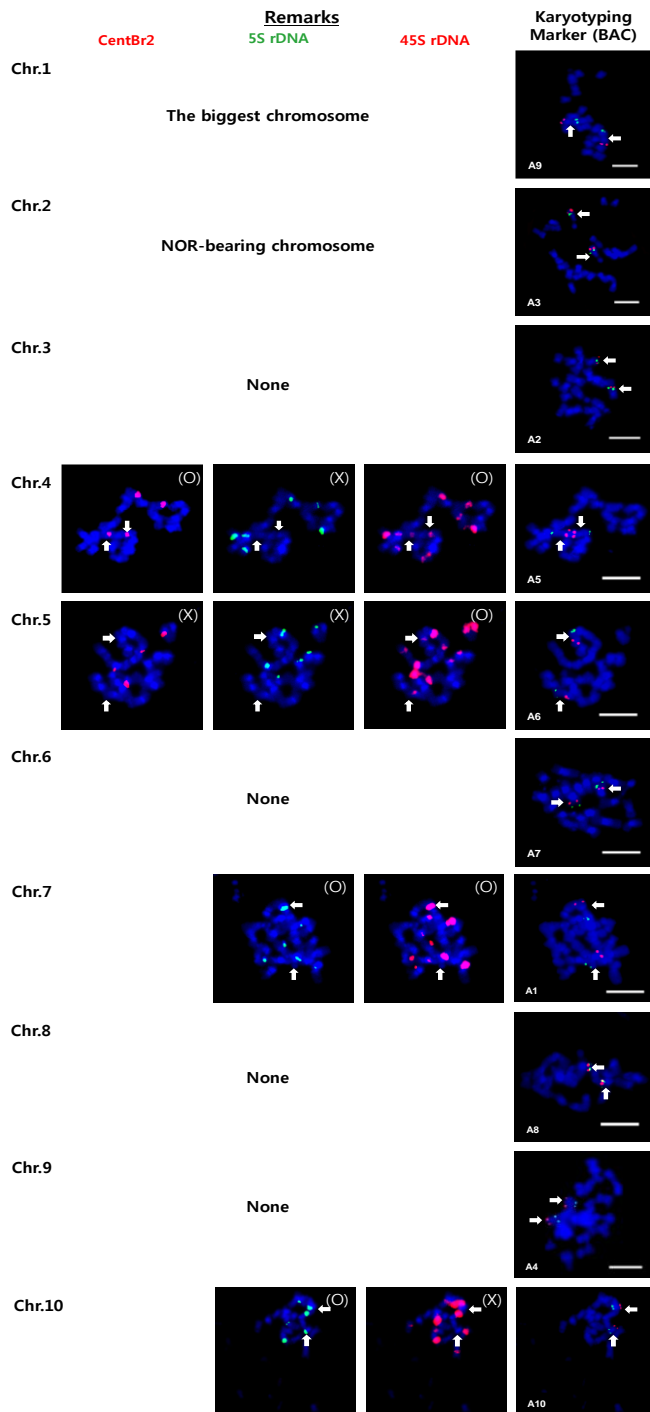 Remarks
CentBr2 5S rDNA 45S rDNA
Karyotyping
Marker (BAC)
Chr.1
The biggest chromosome
A9
Chr.2
NOR-bearing chromosome
A3
Chr.3
None
A2
Chr.4
(O) (X) (O)
A5
Chr.5
(X) (X) (O)
A6
Chr.6
None
A7
Chr.7
(O) (O)
A1
Chr.8
None
A8
Chr.9
None
A4
Chr.10
(O) (X)
A10